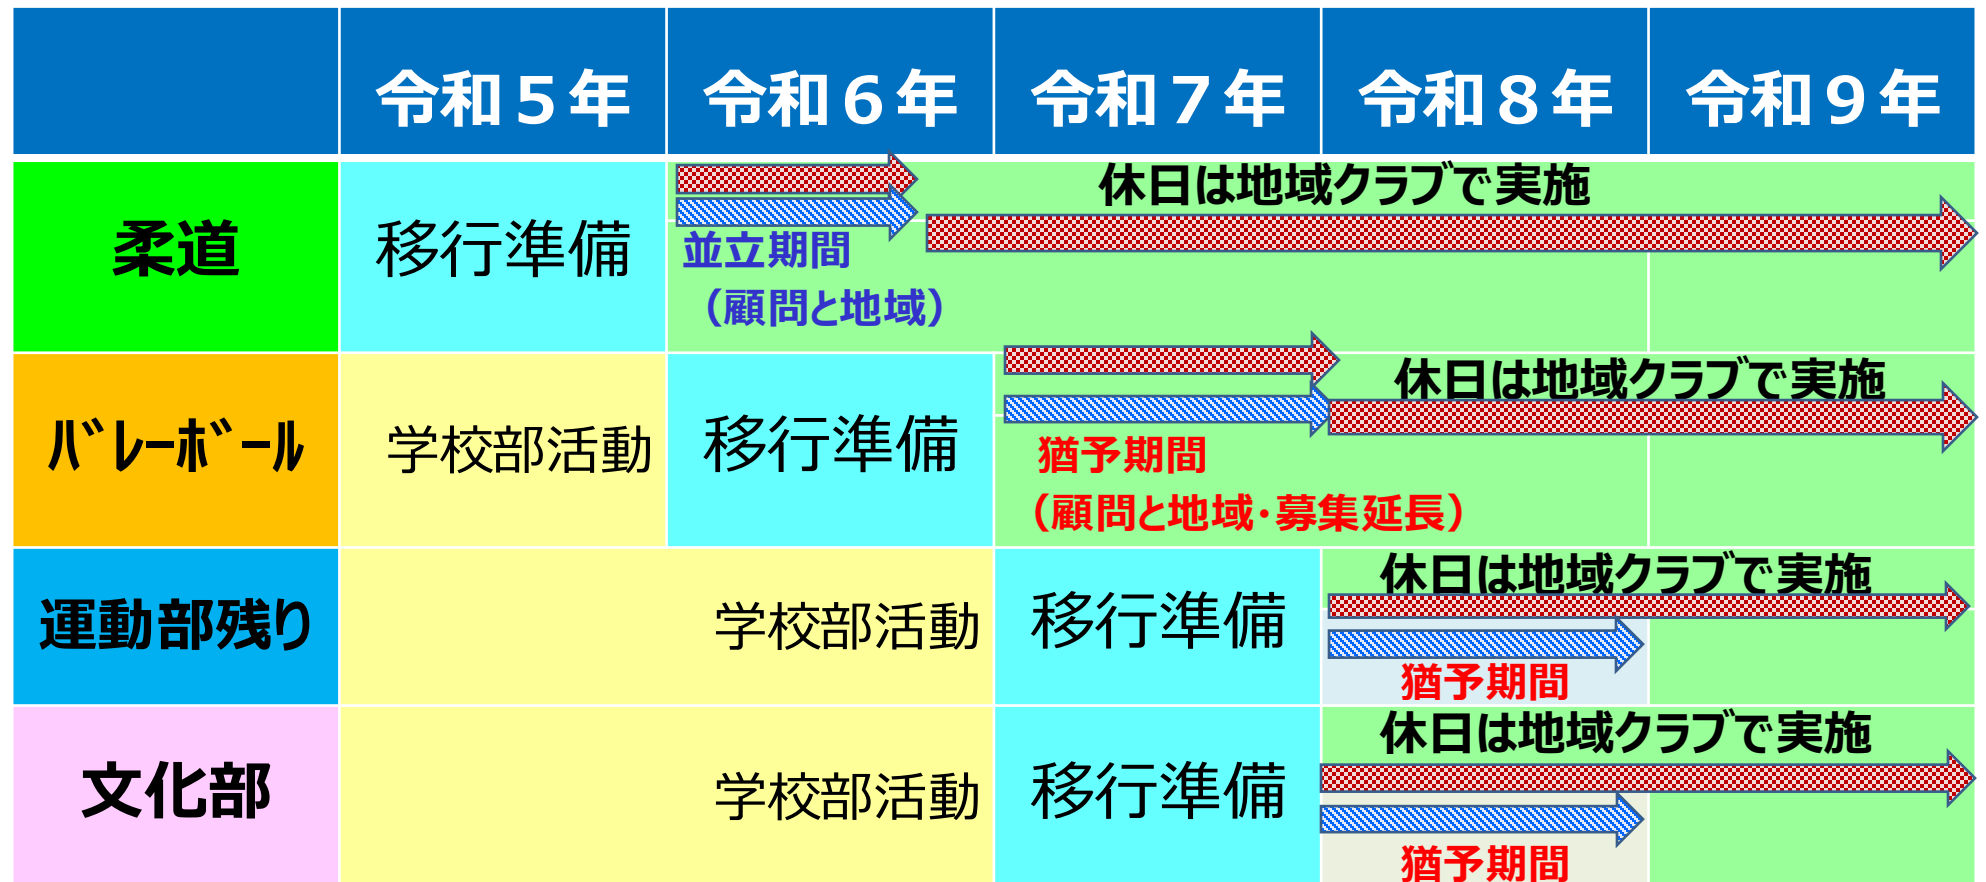 令和５年 令和６年 令和７年 令和８年 令和９年
柔道
移行準備
休日は地域クラブで実施
並立期間
（顧問と地域）
ﾊﾞﾚｰﾎﾞｰﾙ
学校部活動
移行準備
休日は地域クラブで実施
猶予期間
（顧問と地域・募集延長）
運動部残り
学校部活動
移行準備
休日は地域クラブで実施
猶予期間
文化部
学校部活動
移行準備
休日は地域クラブで実施
猶予期間